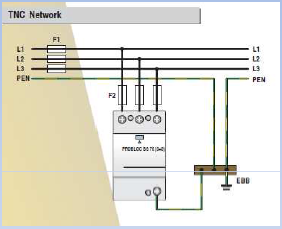 TNC Network
F1
L1 L1
L2 L2
L3 L3
PEN PEN
F2
EBB